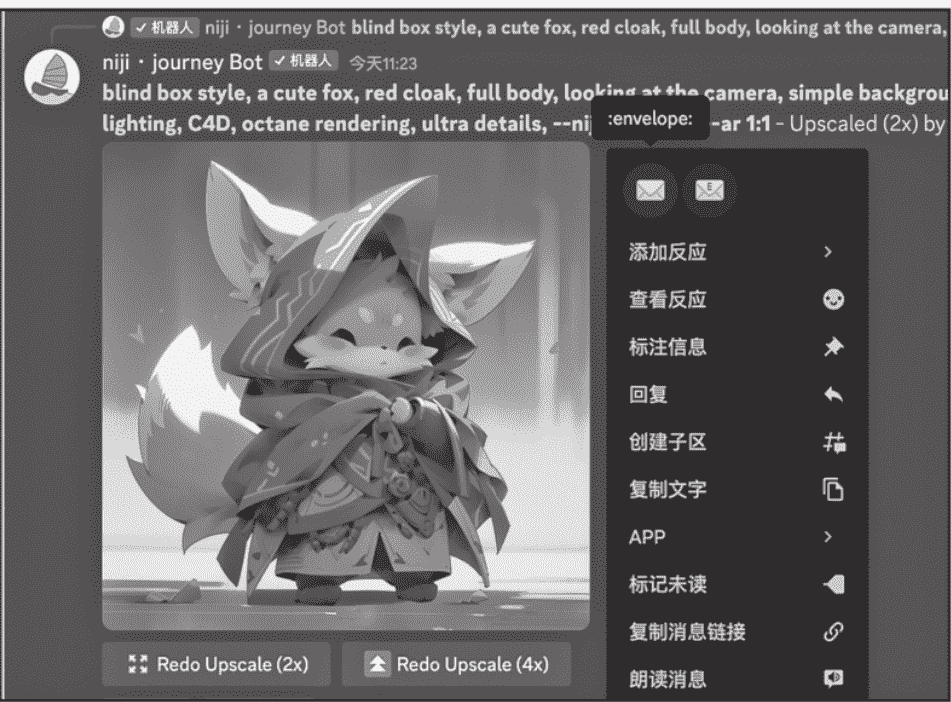 ✓ 机器人 niji · journey Bot blind box style, a cute fox, red cloak, full body, looking at the camera,
niji · journey Bot ✓ 机器人 今天11:23
blind box style, a cute fox, red cloak, full body, looking at the camera, simple backgrou
lighting, C4D, octane rendering, ultra details, --nij -ar 1:1 - Upscaled (2x) by
:envelope:
E
添加反应
查看反应
标注信息
回复
创建子区
复制文字
APP
标记未读
复制消息链接
朗读消息
Redo Upscale (2x) Redo Upscale (4x)